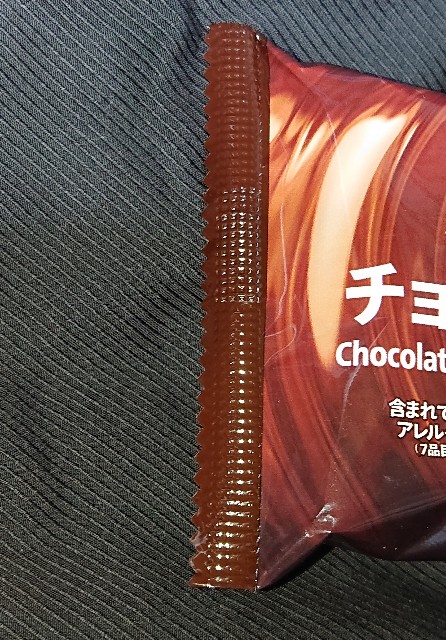 チョ
Chocolat
含まれて
アレル
(7品目